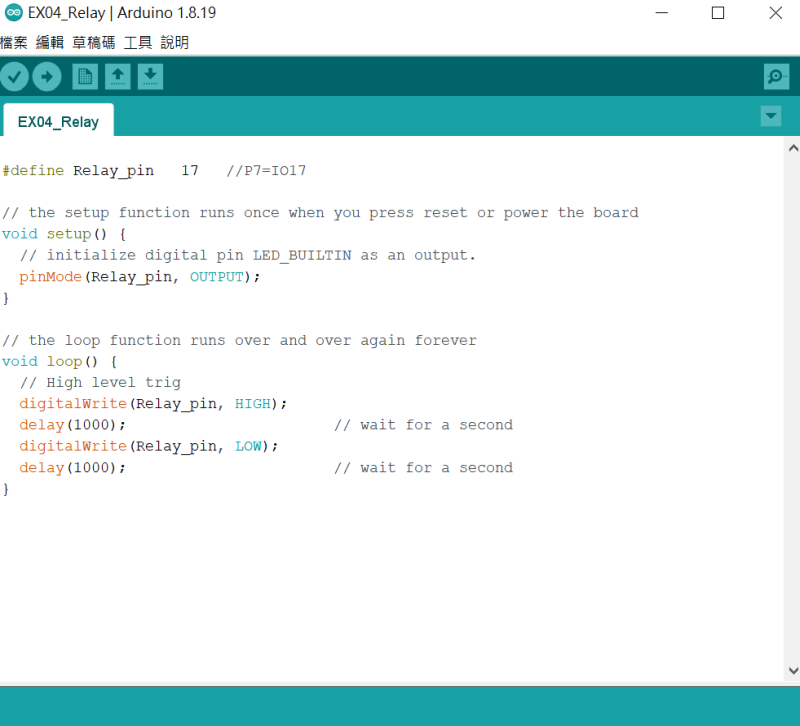 EX04_Relay | Arduino 1.8.19
檔案 編輯 草稿碼 工具 說明
EX04_Relay
#define Relay_pin   17   //P7=IO17
// the setup function runs once when you press reset or power the board
void setup() {
  // initialize digital pin LED_BUILTIN as an output.
  pinMode(Relay_pin, OUTPUT);
}
// the loop function runs over and over again forever
void loop() {
  // High level trig
  digitalWrite(Relay_pin, HIGH);
  delay(1000);                       // wait for a second
  digitalWrite(Relay_pin, LOW);
  delay(1000);                       // wait for a second
}